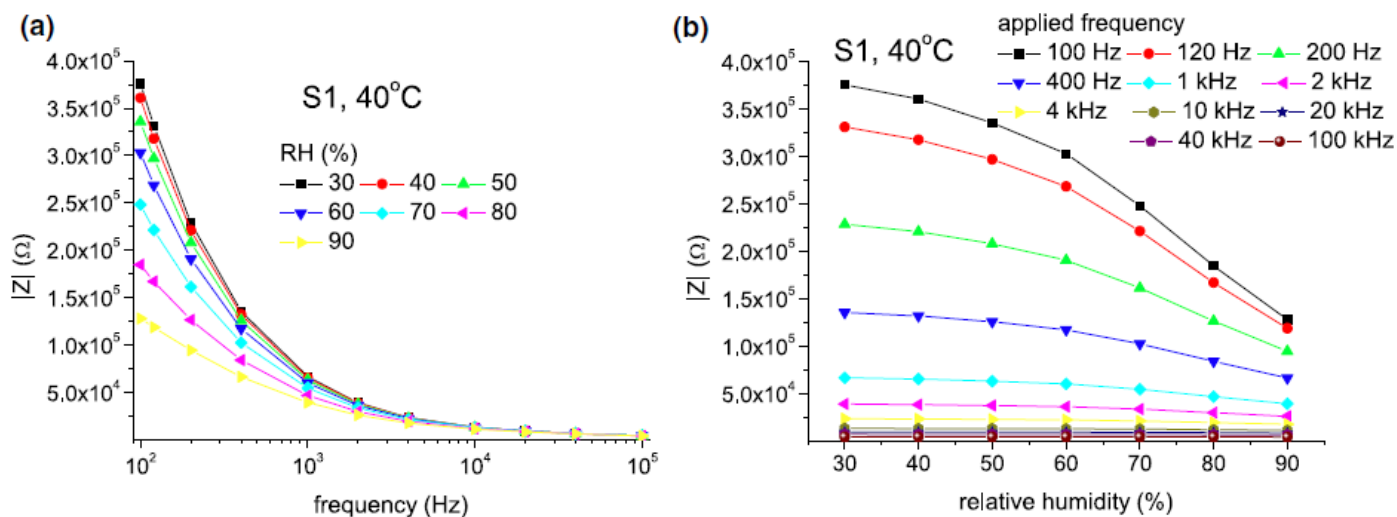 (a)
S1, 40°C
RH (%)
30 40 50
60 70 80
90
|Z| (Ω)
4.0x10⁵
3.5x10⁵
3.0x10⁵
2.5x10⁵
2.0x10⁵
1.5x10⁵
1.0x10⁵
5.0x10⁴
10² 10³ 10⁴ 10⁵
frequency (Hz)
(b)
S1, 40°C
applied frequency
100 Hz 120 Hz 200 Hz
400 Hz 1 kHz 2 kHz
4 kHz 10 kHz 20 kHz
40 kHz 100 kHz
|Z| (Ω)
4.0x10⁵
3.5x10⁵
3.0x10⁵
2.5x10⁵
2.0x10⁵
1.5x10⁵
1.0x10⁵
5.0x10⁴
30 40 50 60 70 80 90
relative humidity (%)